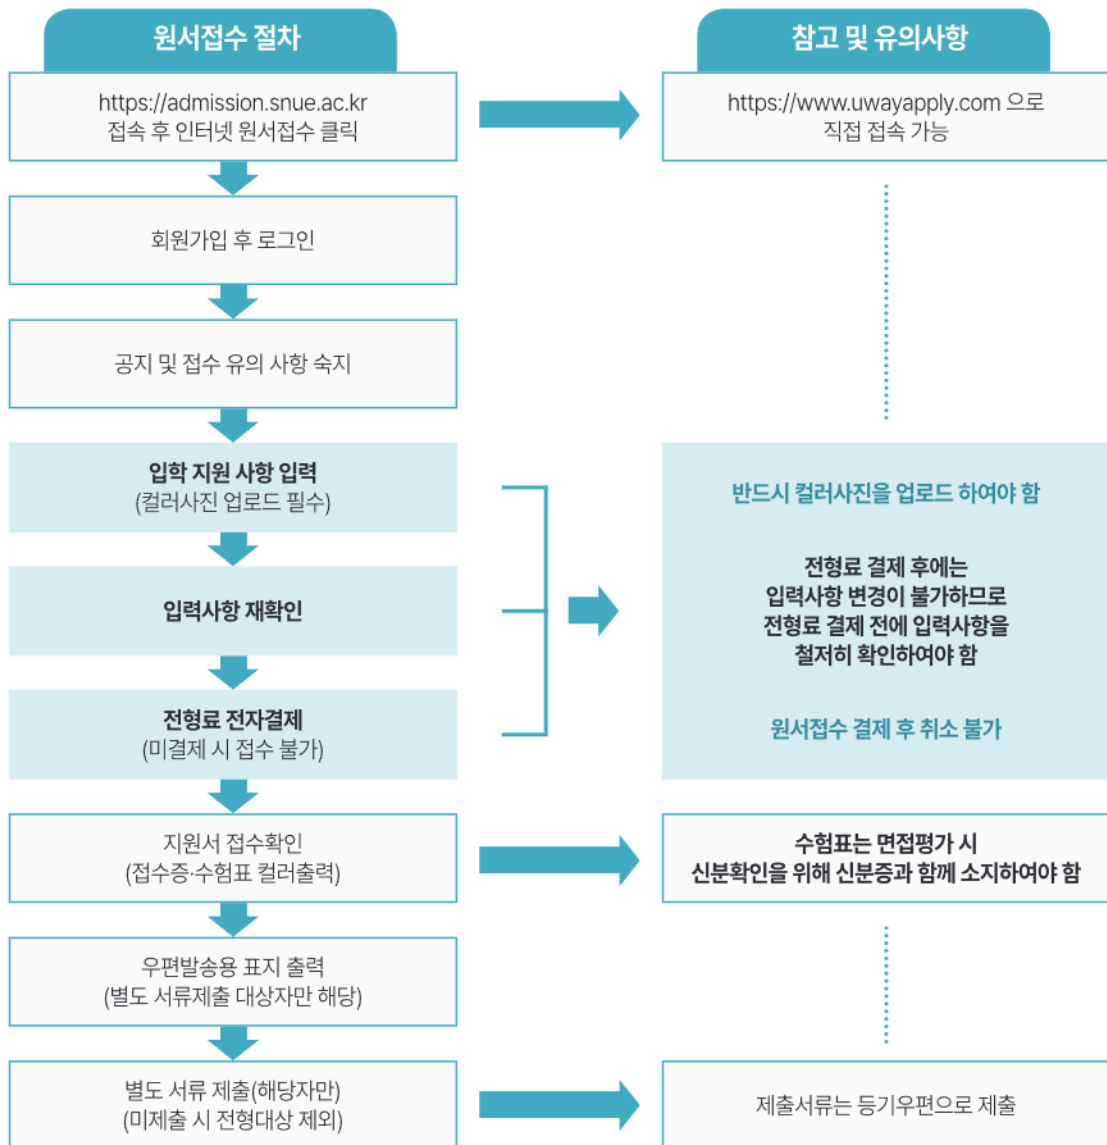 원서접수 절차
참고 및 유의사항
https://admission.snue.ac.kr
접속 후 인터넷 원서접수 클릭
https://www.uwayapply.com 으로
직접 접속 가능
회원가입 후 로그인
공지 및 접수 유의 사항 숙지
입학 지원 사항 입력
(컬러사진 업로드 필수)
반드시 컬러사진을 업로드 하여야 함
입력사항 재확인
전형료 결제 후에는
입력사항 변경이 불가하므로
전형료 결제 전에 입력사항을
철저히 확인하여야 함
전형료 전자결제
(미결제 시 접수 불가)
원서접수 결제 후 취소 불가
지원서 접수확인
(접수증·수험표 컬러출력)
수험표는 면접평가 시
신분확인을 위해 신분증과 함께 소지하여야 함
우편발송용 표지 출력
(별도 서류제출 대상자만 해당)
별도 서류 제출(해당자만)
(미제출 시 전형대상 제외)
제출서류는 등기우편으로 제출